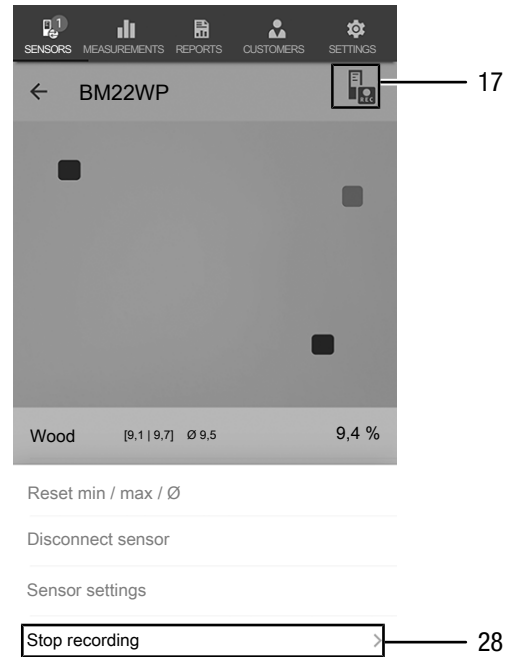 1
SENSORS MEASUREMENTS REPORTS CUSTOMERS SETTINGS
BM22WP
REC
17
Wood [9,1 | 9,7] Ø 9,5 9,4 %
Reset min / max / Ø
Disconnect sensor
Sensor settings
Stop recording
28